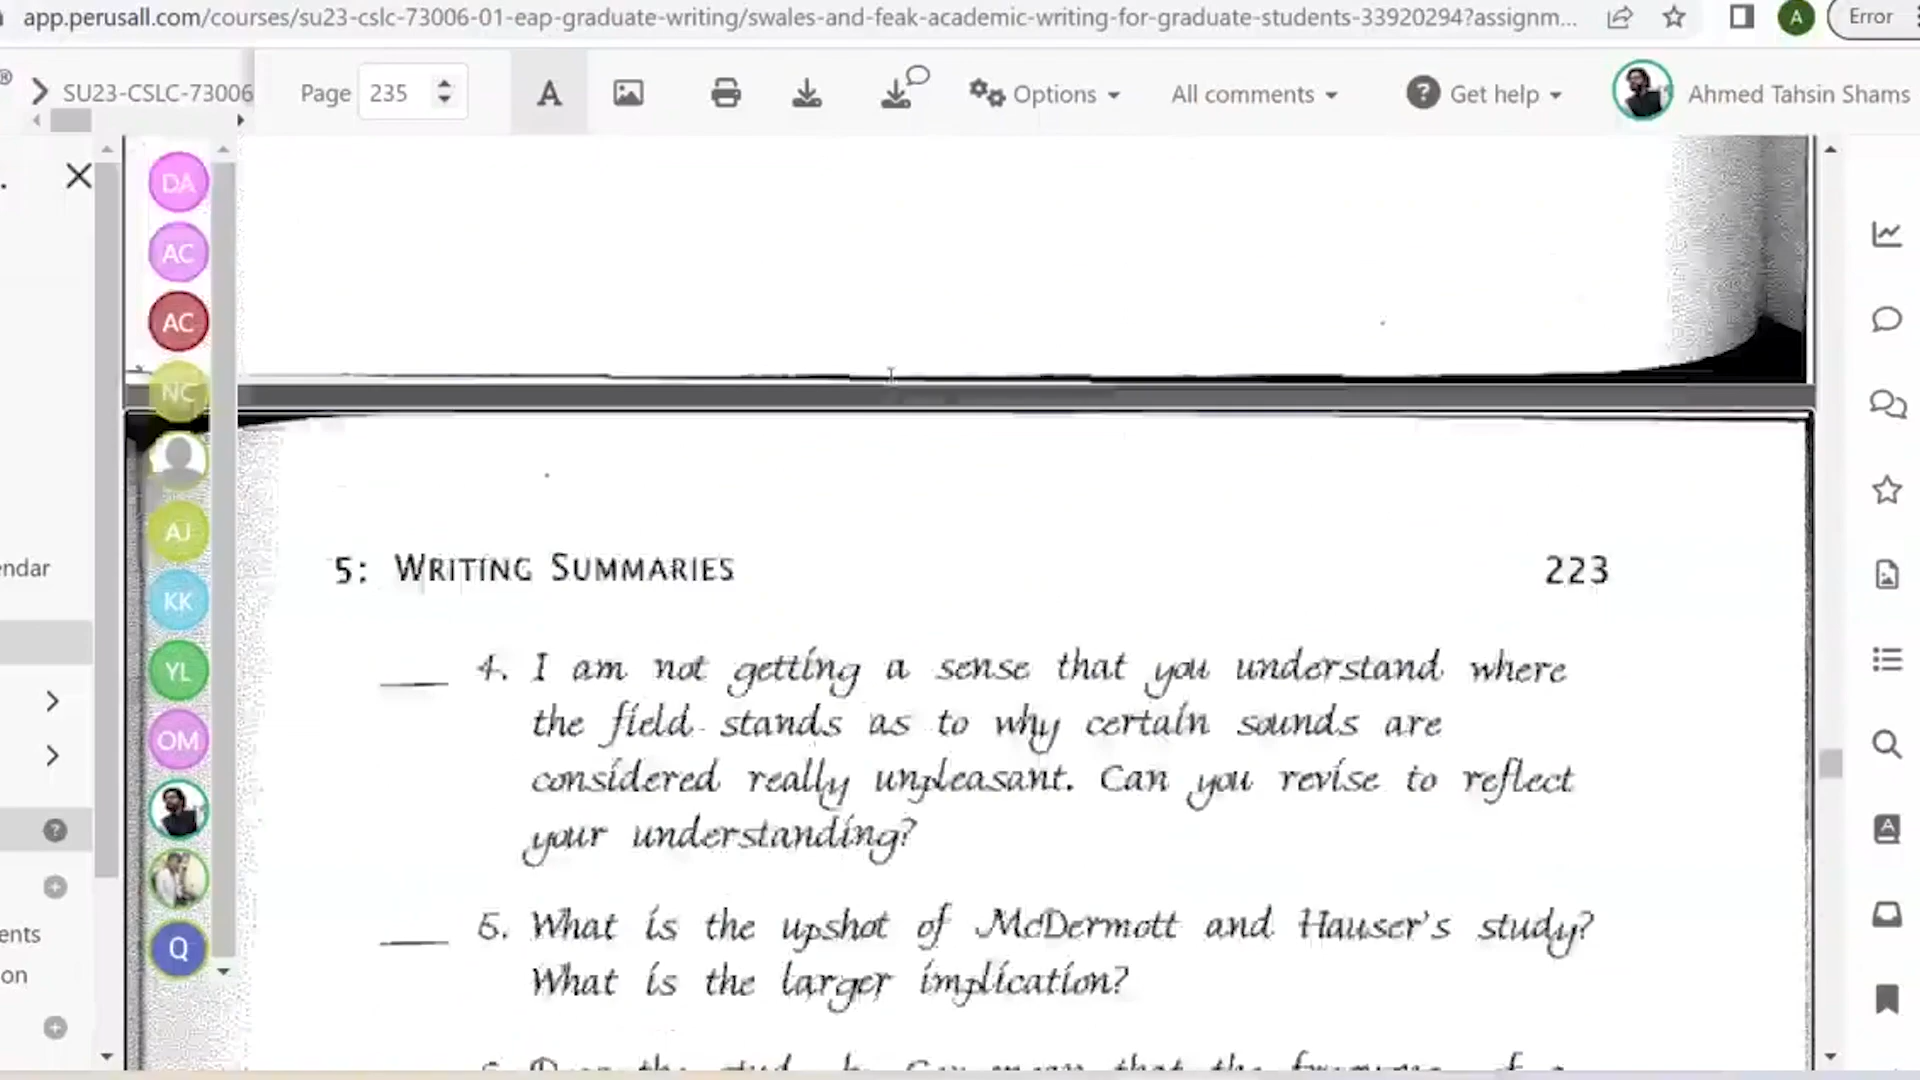 app.perusall.com/courses/su23-cslc-73006-01-eap-graduate-writing/swales-and-feak-academic-writing-for-graduate-students-33920294?assignm...
A
Error
SU23-CSLC-73006
Page 235
A
Options
All comments
? Get help
Ahmed Tahsin Shams
DA
AC
AC
NC
AJ
KK
YL
OM
Q
endar
?
ents
on
5: WRITING SUMMARIES 223
4. I am not getting a sense that you understand where
the field stands as to why certain sounds are
considered really unpleasant. Can you revise to reflect
your understanding?
5. What is the upshot of McDermott and Hauser's study?
What is the larger implication?